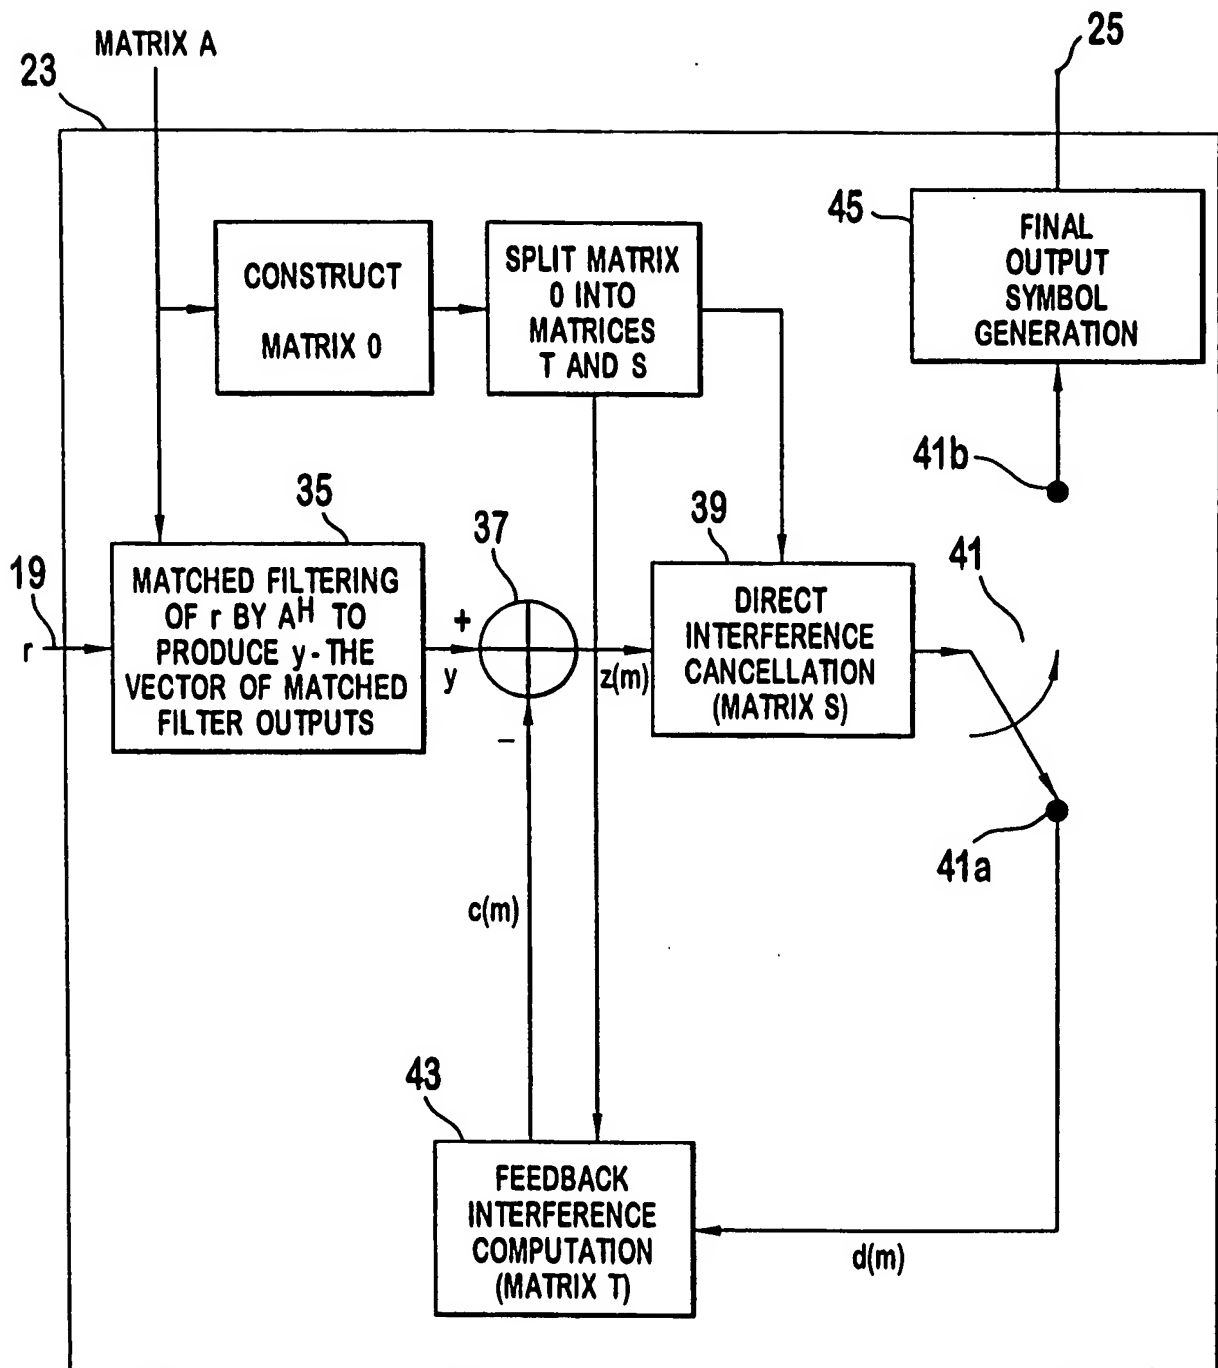 MATRIX A
23
25
45
FINAL
OUTPUT
SYMBOL
GENERATION
CONSTRUCT
MATRIX 0
SPLIT MATRIX
0 INTO
MATRICES
T AND S
41b
35
37
39
41
19
r
MATCHED FILTERING
OF r BY A^H TO
PRODUCE y - THE
VECTOR OF MATCHED
FILTER OUTPUTS
+
y
−
z(m)
DIRECT
INTERFERENCE
CANCELLATION
(MATRIX S)
41a
c(m)
43
FEEDBACK
INTERFERENCE
COMPUTATION
(MATRIX T)
d(m)